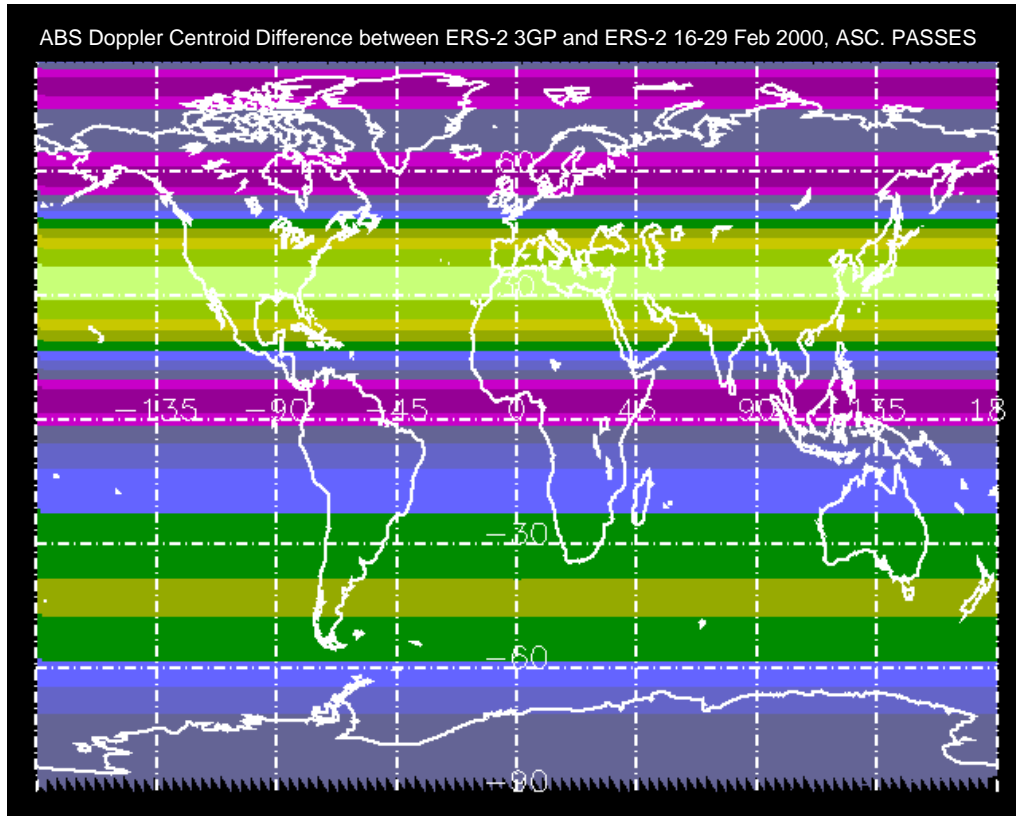 ABS Doppler Centroid Difference between ERS-2 3GP and ERS-2 16-29 Feb 2000, ASC. PASSES
60
30
-135 -90 -45 0 45 90 135 18
-30
-60
-90